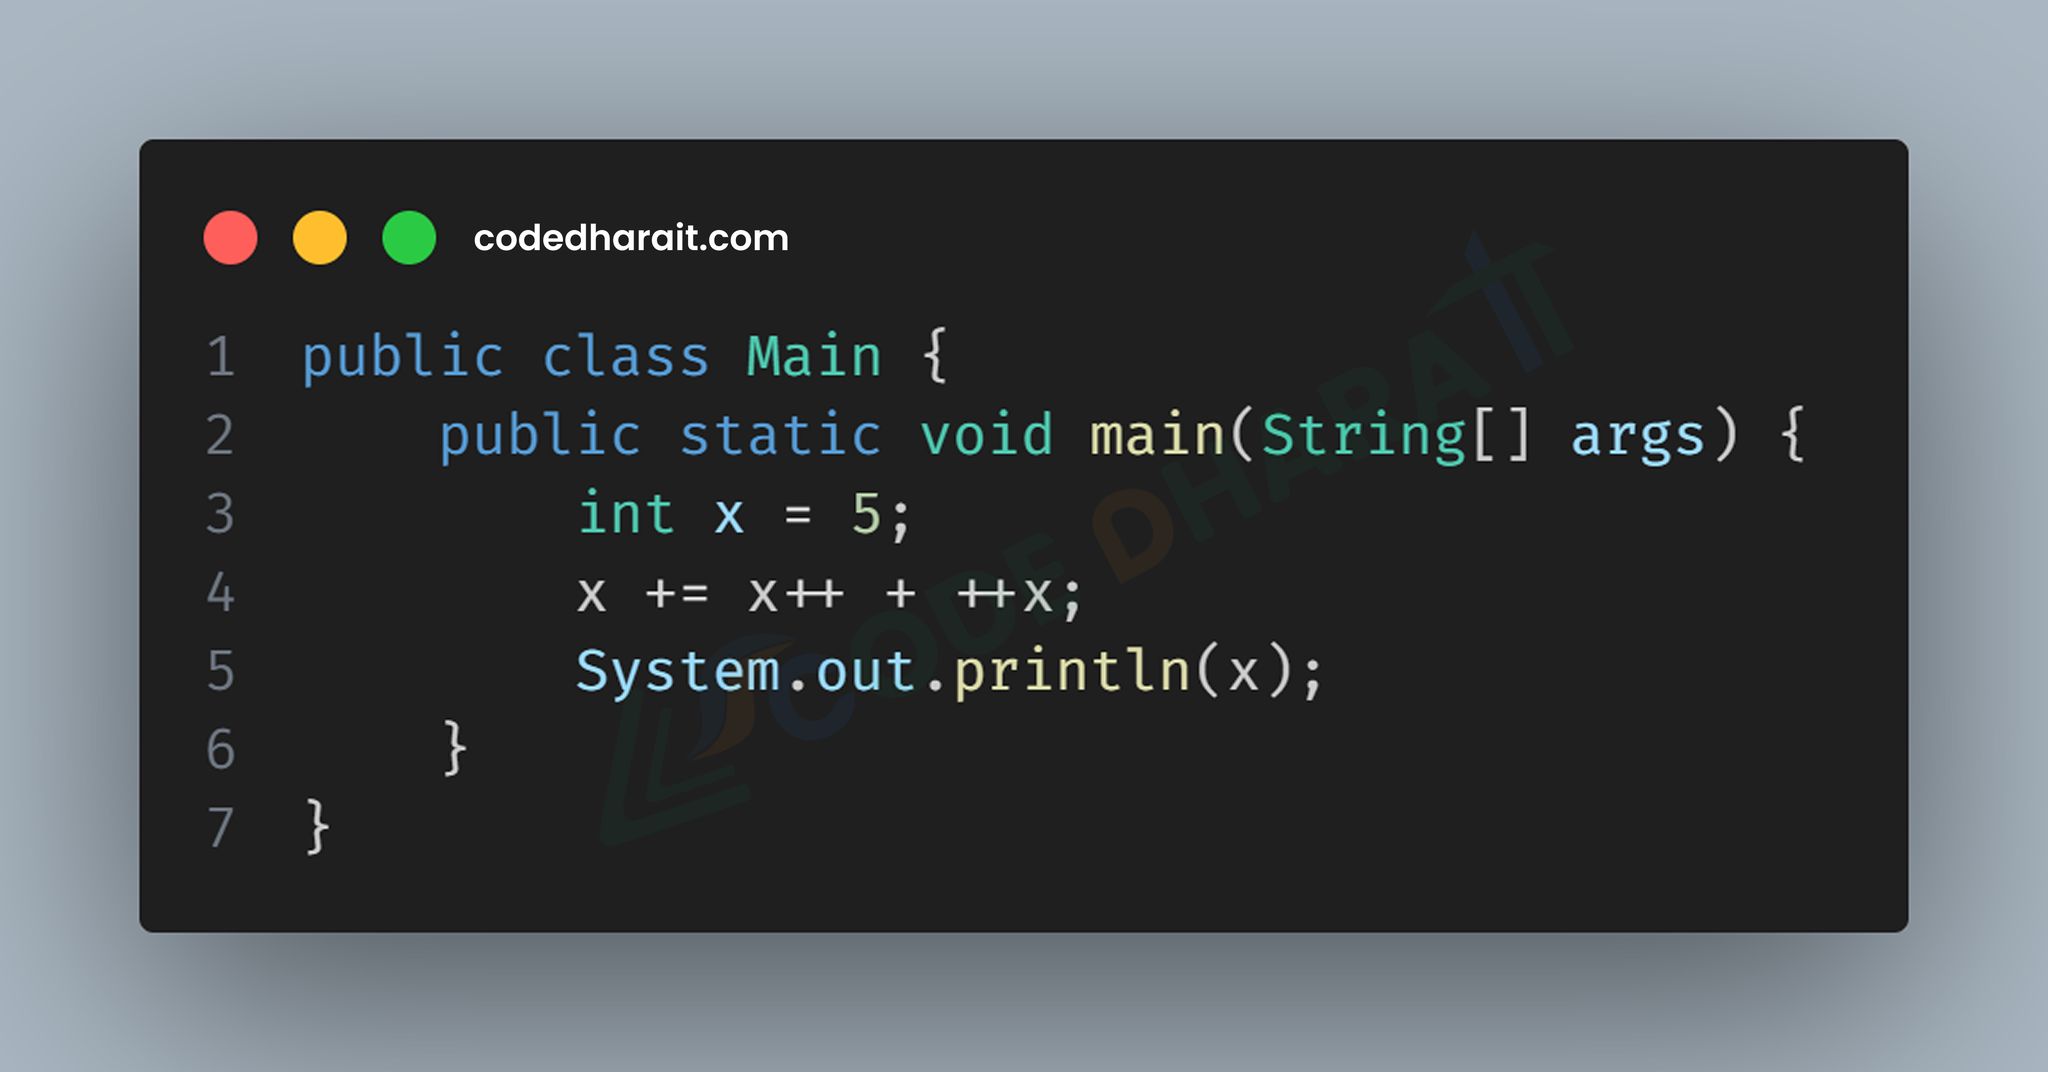 codedharait.com
1 public class Main {
2     public static void main(String[] args) {
3         int x = 5;
4         x += x++ + ++x;
5         System.out.println(x);
6     }
7 }
CODE DHARA IT